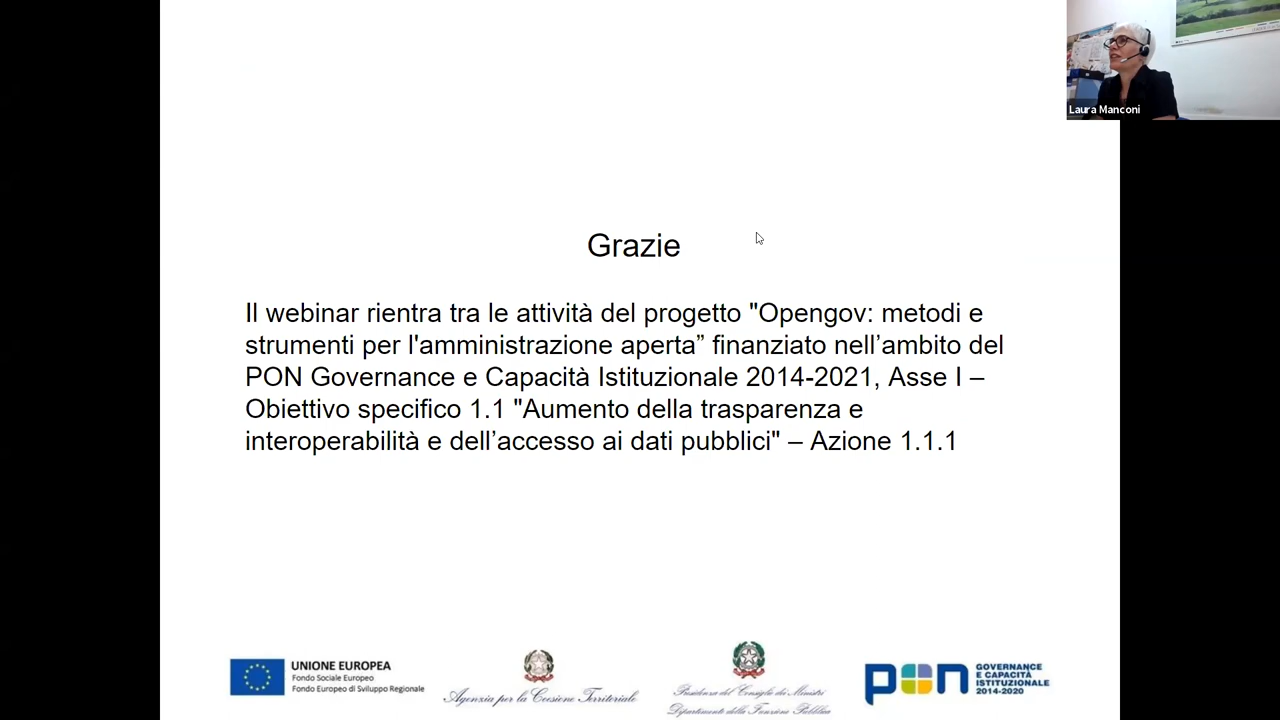 Laura Manconi
Grazie
Il webinar rientra tra le attività del progetto "Opengov: metodi e
strumenti per l'amministrazione aperta” finanziato nell’ambito del
PON Governance e Capacità Istituzionale 2014-2021, Asse I –
Obiettivo specifico 1.1 "Aumento della trasparenza e
interoperabilità e dell’accesso ai dati pubblici" – Azione 1.1.1
UNIONE EUROPEA
Fondo Sociale Europeo
Fondo Europeo di Sviluppo Regionale
Agenzia per la Coesione Territoriale
Presidenza del Consiglio dei Ministri
Dipartimento della Funzione Pubblica
pon
GOVERNANCE
E CAPACITÀ
ISTITUZIONALE
2014-2020